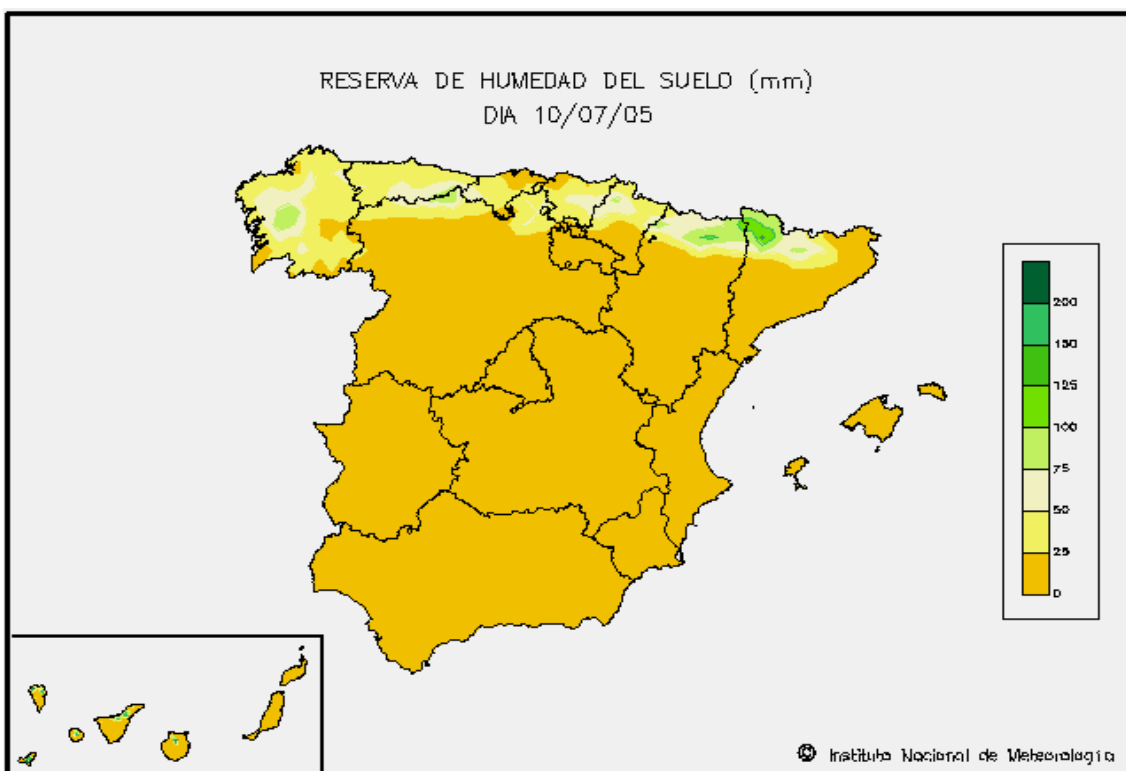 RESERVA DE HUMEDAD DEL SUELO (mm)
DIA 10/07/05
200
150
125
100
75
50
25
0
© Instituto Nacional de Meteorología